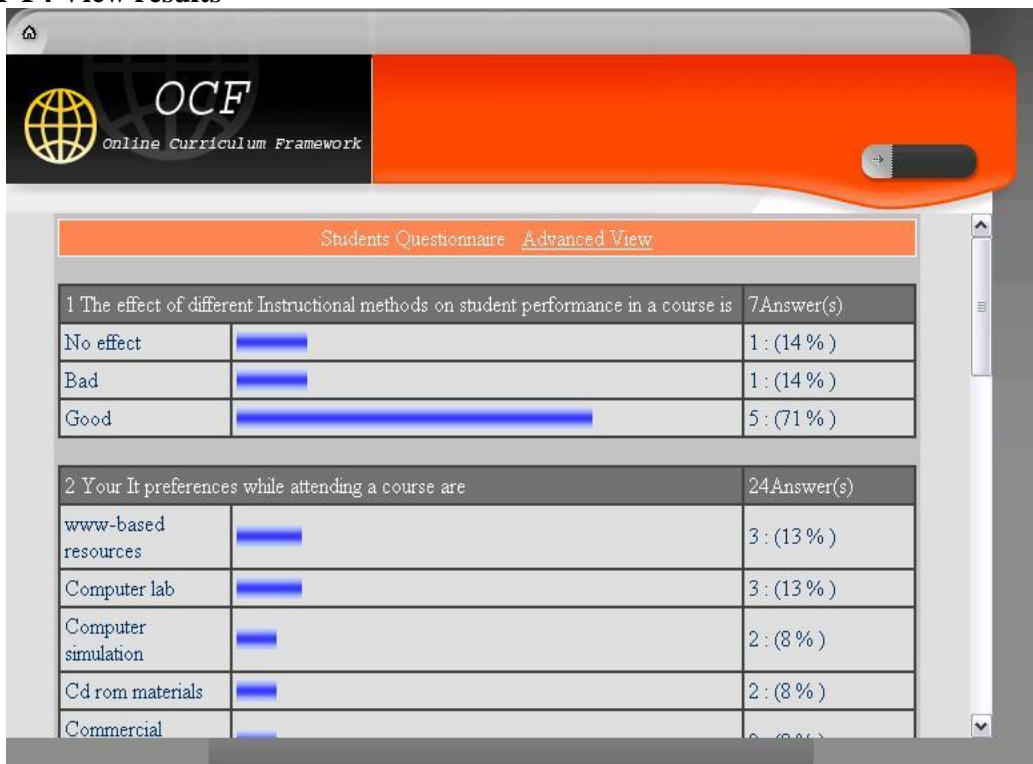 View results
OCF
Online Curriculum Framework
Students Questionnaire Advanced View
1 The effect of different Instructional methods on student performance in a course is 7Answer(s)
No effect 1 : (14 % )
Bad 1 : (14 % )
Good 5 : (71 % )
2 Your It preferences while attending a course are 24Answer(s)
www-based
resources 3 : (13 % )
Computer lab 3 : (13 % )
Computer
simulation 2 : (8 % )
Cd rom materials 2 : (8 % )
Commercial